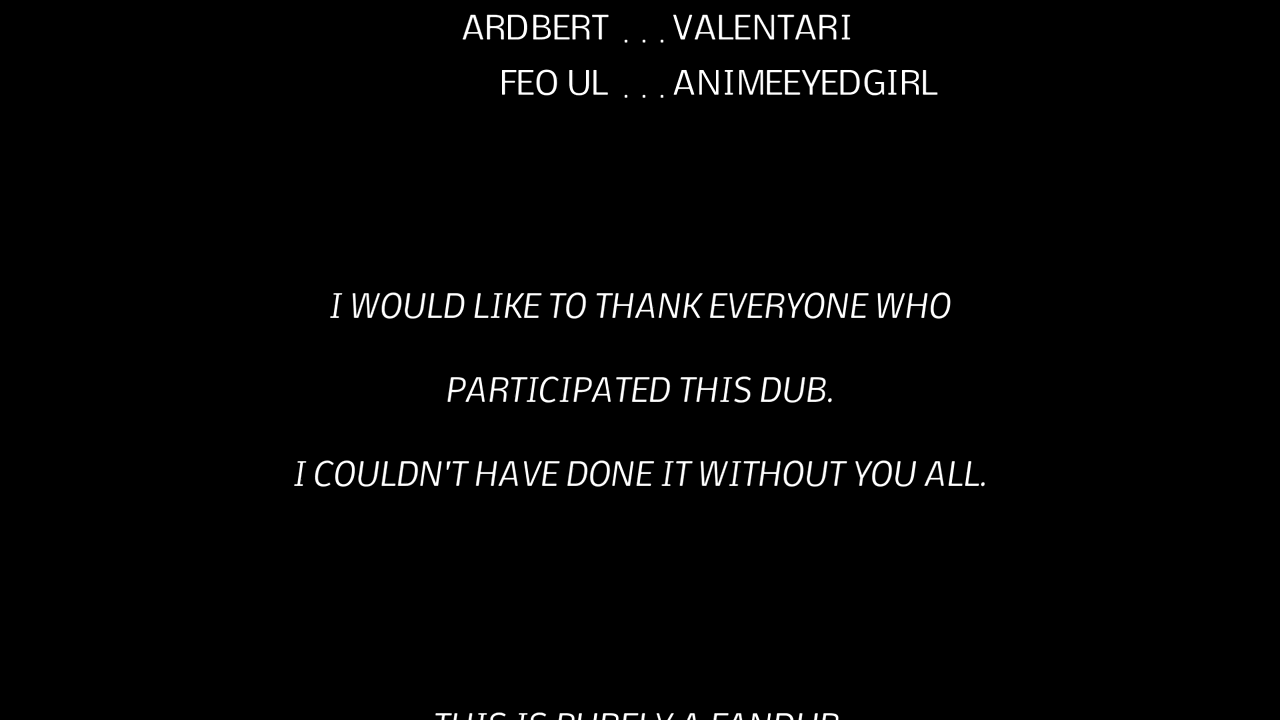 ARDBERT . . . VALENTARI
FEO UL . . . ANIMEEYEDGIRL
I WOULD LIKE TO THANK EVERYONE WHO
PARTICIPATED THIS DUB.
I COULDN'T HAVE DONE IT WITHOUT YOU ALL.
THIS IS PURELY A FANDUB